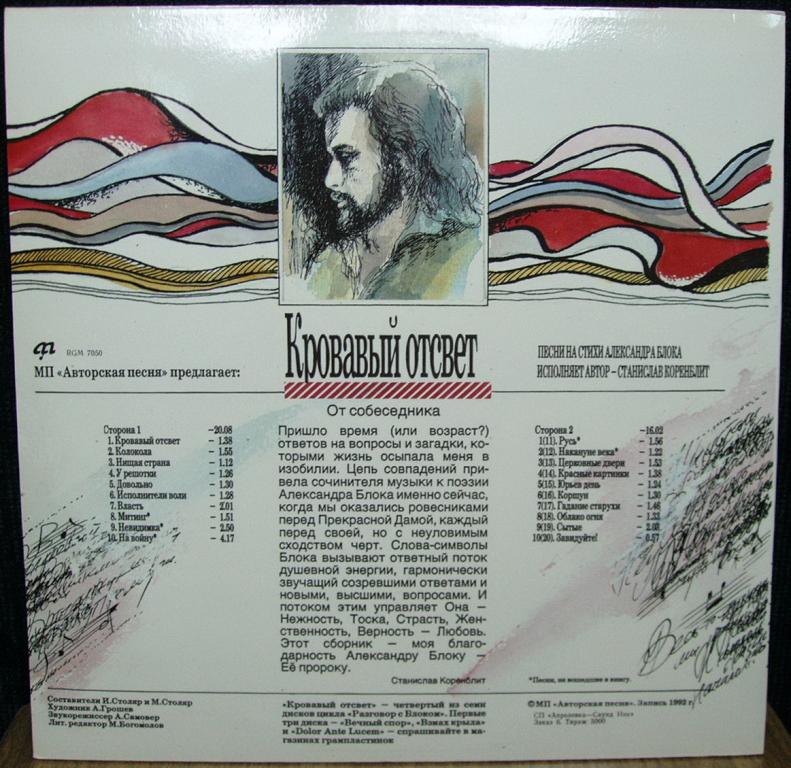 Кровавый отсвет
RGM 7050
МП «Авторская песня» предлагает:
ПЕСНИ НА СТИХИ АЛЕКСАНДРА БЛОКА
ИСПОЛНЯЕТ АВТОР – СТАНИСЛАВ КОРЕНБЛИТ
Сторона 1 –20.08
1. Кровавый отсвет – 1.38
2. Колокола – 1.55
3. Нищая страна – 1.12
4. У решотки – 1.26
5. Довольно – 1.30
6. Исполнители воли – 1.28
7. Власть – 2.01
8. Митинг* – 1.51
9. Невидимка* – 2.50
10. На войну* – 4.17
От собеседника
Пришло время (или возраст?)
ответов на вопросы и загадки, ко-
торыми жизнь осыпала меня в
изобилии. Цепь совпадений при-
вела сочинителя музыки к поэзии
Александра Блока именно сейчас,
когда мы оказались ровесниками
перед Прекрасной Дамой, каждый
перед своей, но с неуловимым
сходством черт. Слова-символы
Блока вызывают ответный поток
душевной энергии, гармонически
звучащий созревшими ответами и
новыми, высшими, вопросами. И
потоком этим управляет Она –
Нежность, Тоска, Страсть, Жен-
ственность, Верность – Любовь.
Этот сборник – моя благо-
дарность Александру Блоку –
Её пророку.
Станислав Коренблит
Сторона 2 –16.02
1(11). Русь* – 1.56
2(12). Накануне века* – 1.22
3(13). Церковные двери – 1.53
4(14). Красные картинки – 1.38
5(15). Юрьев день – 1.24
6(16). Коршун – 1.30
7(17). Гадание старухи – 1.46
8(18). Облако огня – 1.33
9(19). Сытые – 2.03
10(20). Завидуйте! – 0.57
*Песни, не вошедшие в книгу.
Составители И.Столяр и М.Столяр
Художник А.Грошев
Звукорежиссер А.Самовер
Лит. редактор М.Богомолов
«Кровавый отсвет» – четвертый из семи
дисков цикла «Разговор с Блоком». Первые
три диска – «Вечный спор», «Взмах крыла»
и «Dolor Ante Lucem» – спрашивайте в ма-
газинах грампластинок
©МП «Авторская песня». Запись 1992 г.
СП «Апрелевка–Саунд Инк»
Заказ 6. Тираж 5000